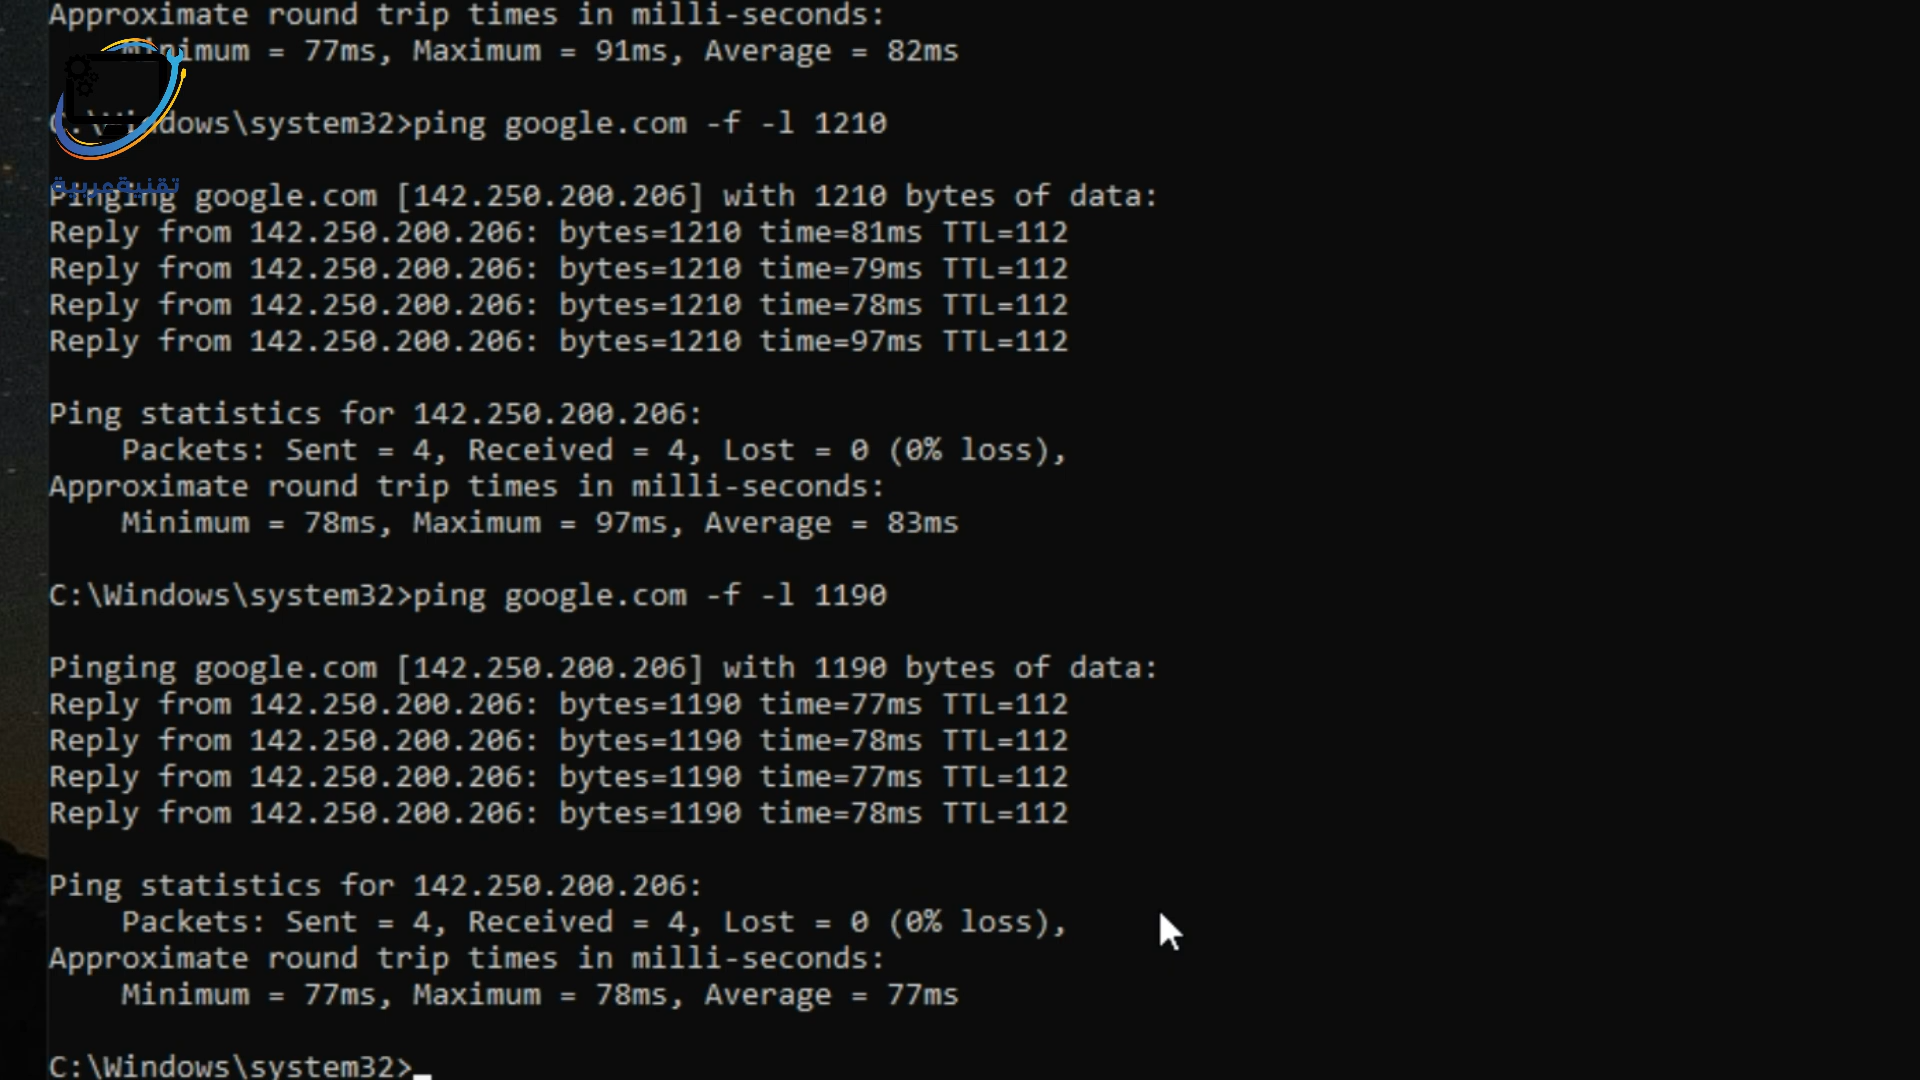 Approximate round trip times in milli-seconds:
Minimum = 77ms, Maximum = 91ms, Average = 82ms
C:\Windows\system32>ping google.com -f -l 1210
تقنية عربية
Pinging google.com [142.250.200.206] with 1210 bytes of data:
Reply from 142.250.200.206: bytes=1210 time=81ms TTL=112
Reply from 142.250.200.206: bytes=1210 time=79ms TTL=112
Reply from 142.250.200.206: bytes=1210 time=78ms TTL=112
Reply from 142.250.200.206: bytes=1210 time=97ms TTL=112
Ping statistics for 142.250.200.206:
Packets: Sent = 4, Received = 4, Lost = 0 (0% loss),
Approximate round trip times in milli-seconds:
Minimum = 78ms, Maximum = 97ms, Average = 83ms
C:\Windows\system32>ping google.com -f -l 1190
Pinging google.com [142.250.200.206] with 1190 bytes of data:
Reply from 142.250.200.206: bytes=1190 time=77ms TTL=112
Reply from 142.250.200.206: bytes=1190 time=78ms TTL=112
Reply from 142.250.200.206: bytes=1190 time=77ms TTL=112
Reply from 142.250.200.206: bytes=1190 time=78ms TTL=112
Ping statistics for 142.250.200.206:
Packets: Sent = 4, Received = 4, Lost = 0 (0% loss),
Approximate round trip times in milli-seconds:
Minimum = 77ms, Maximum = 78ms, Average = 77ms
C:\Windows\system32>_